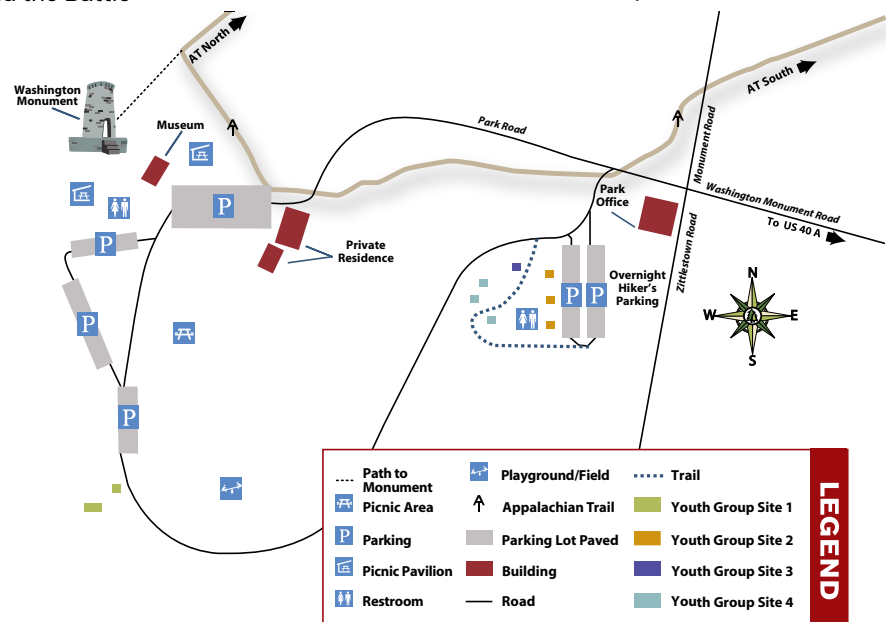 AT North
Washington
Monument
Museum
Park Road
AT South
Monument Road
Park
Office
Washington Monument Road
To US 40 A
P
Private
Residence
Zittlestown Road
P
Overnight
Hiker's
Parking
P
P
P
N
W
E
S
P
Path to
Monument
Playground/Field
Trail
Picnic Area
Appalachian Trail
Youth Group Site 1
P
Parking
Parking Lot Paved
Youth Group Site 2
Picnic Pavilion
Building
Youth Group Site 3
Restroom
Road
Youth Group Site 4
LEGEND